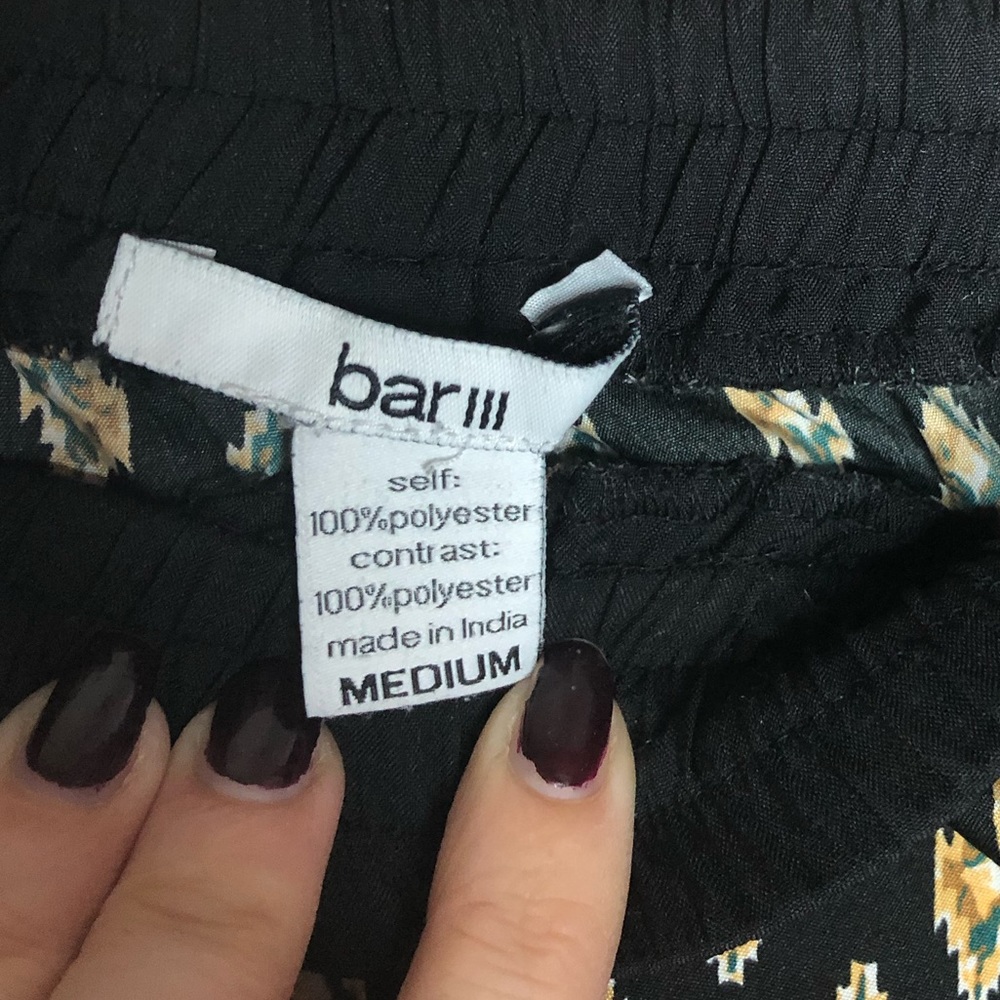 bar III
self:
100%polyester
contrast:
100%polyester
made in India
MEDIUM